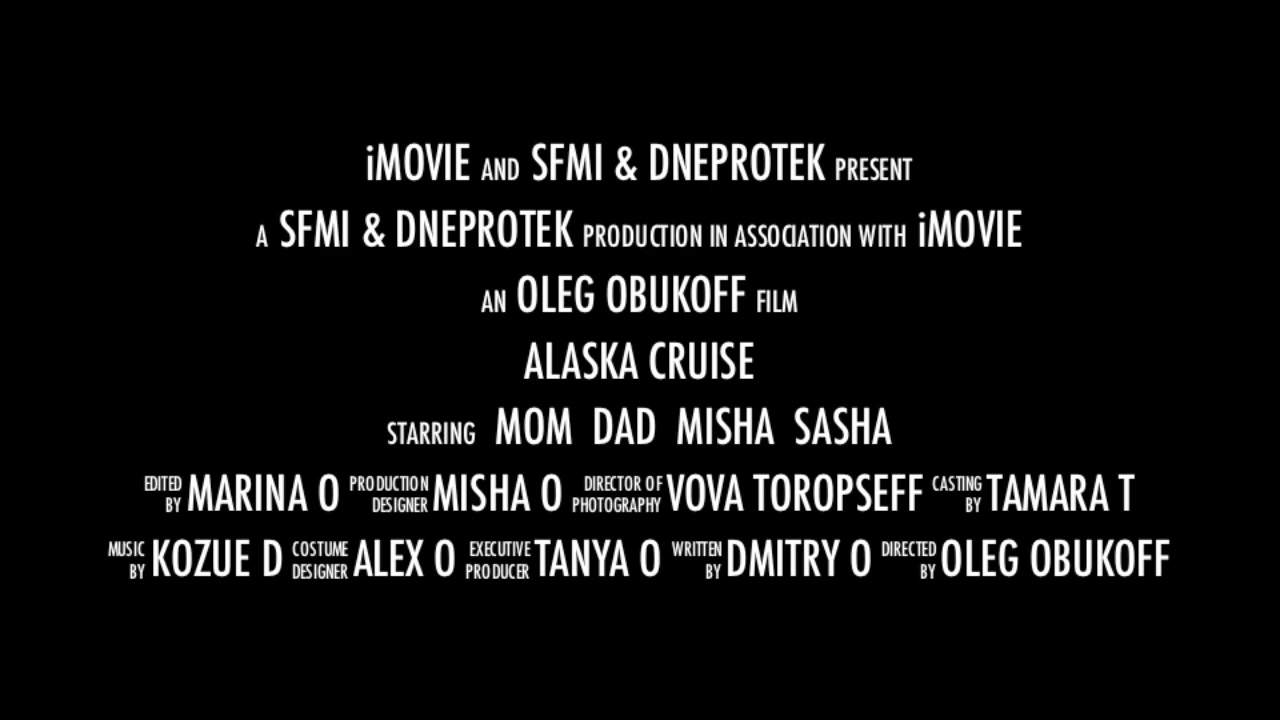 iMOVIE AND SFMI & DNEPROTEK PRESENT
A SFMI & DNEPROTEK PRODUCTION IN ASSOCIATION WITH iMOVIE
AN OLEG OBUKOFF FILM
ALASKA CRUISE
STARRING MOM DAD MISHA SASHA
EDITED BY MARINA O PRODUCTION DESIGNER MISHA O DIRECTOR OF PHOTOGRAPHY VOVA TOROPSEFF CASTING BY TAMARA T
MUSIC BY KOZUE D COSTUME DESIGNER ALEX O EXECUTIVE PRODUCER TANYA O WRITTEN BY DMITRY O DIRECTED BY OLEG OBUKOFF